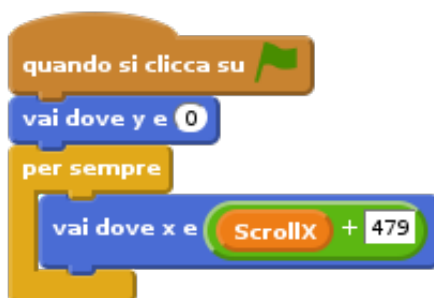 quando si clicca su
vai dove y e 0
per sempre
vai dove x e ScrollX + 479